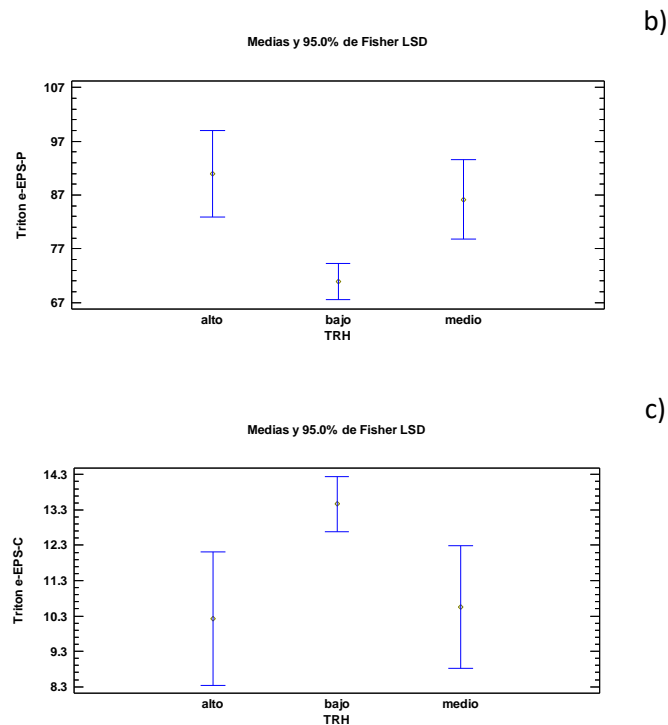 b)
Medias y 95.0% de Fisher LSD
107
97
87
77
67
Triton e-EPS-P
alto bajo medio
TRH
c)
Medias y 95.0% de Fisher LSD
14.3
13.3
12.3
11.3
10.3
9.3
8.3
Triton e-EPS-C
alto bajo medio
TRH